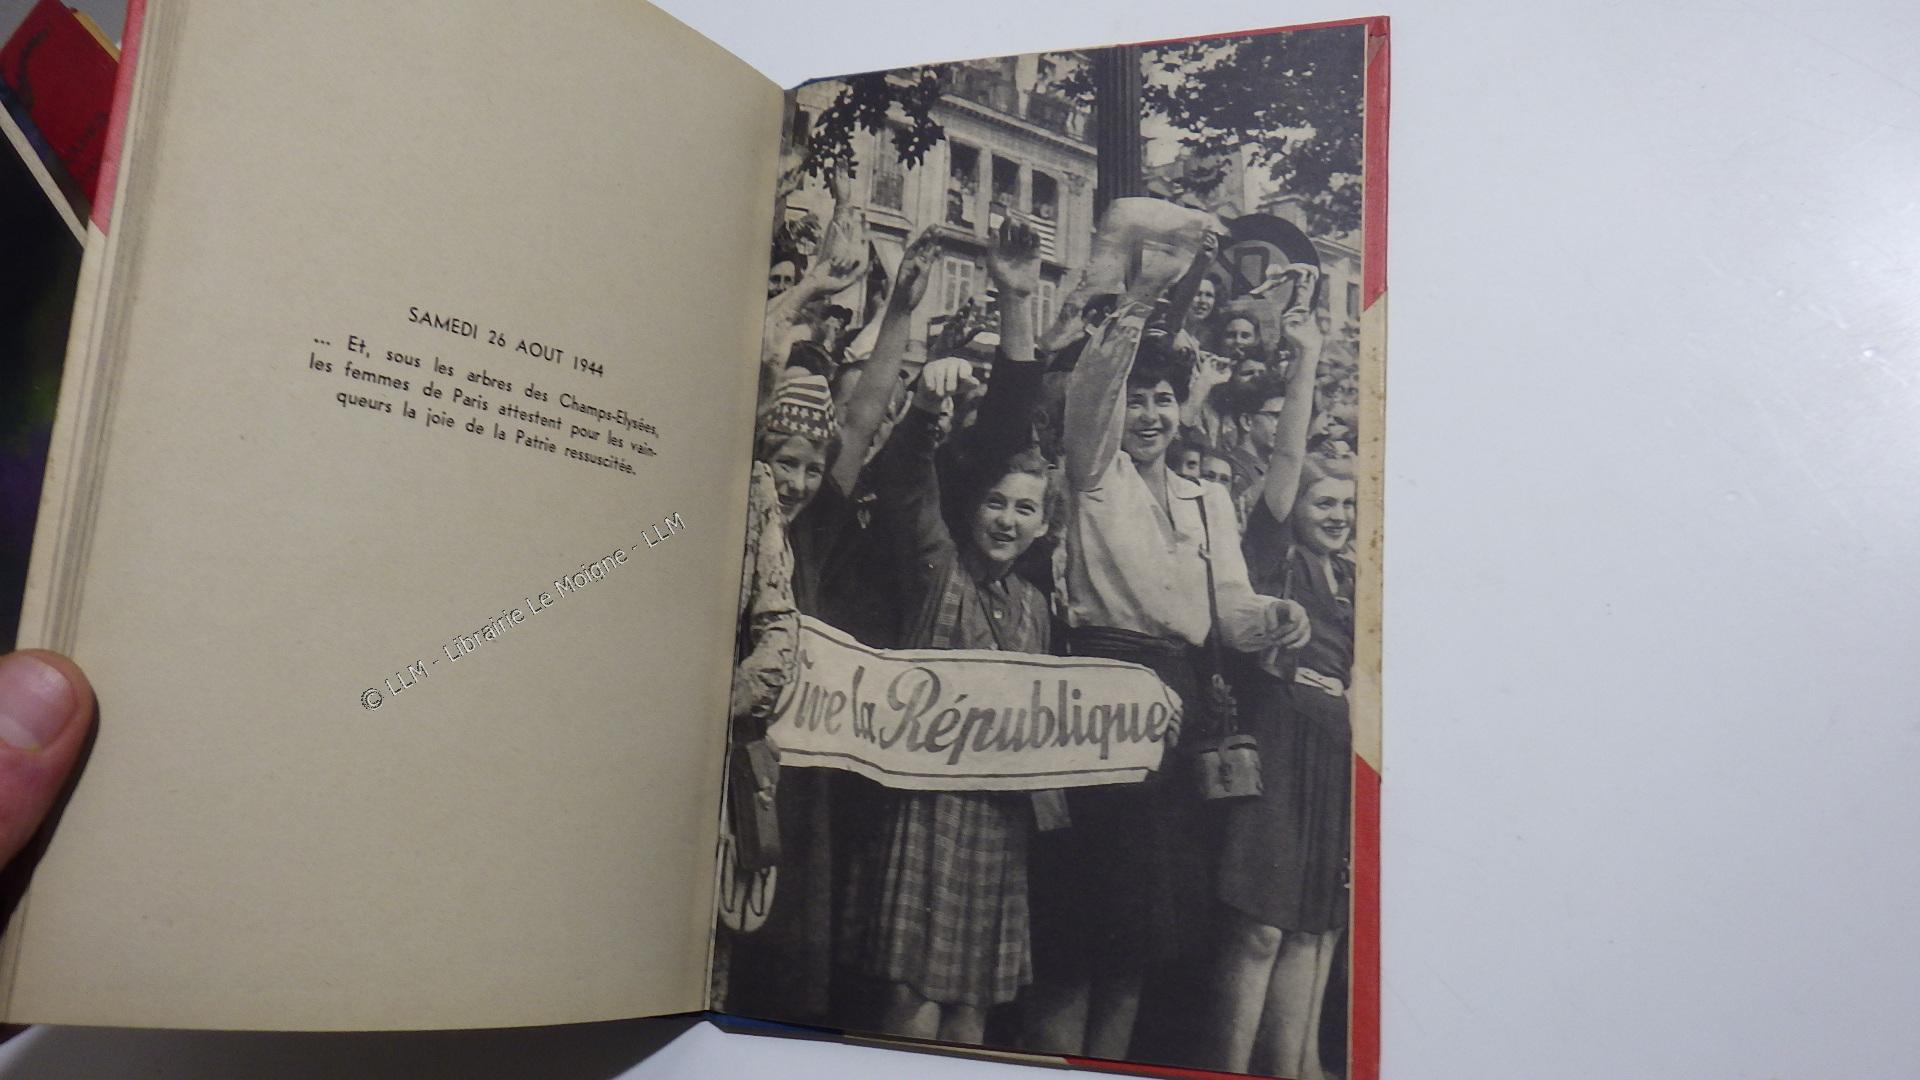 SAMEDI 26 AOUT 1944
... Et, sous les arbres des Champs-Elysées,
les femmes de Paris attestent pour les vain-
queurs la joie de la Patrie ressuscitée.
© LLM - Librairie Le Moigne - LLM
Vive la République